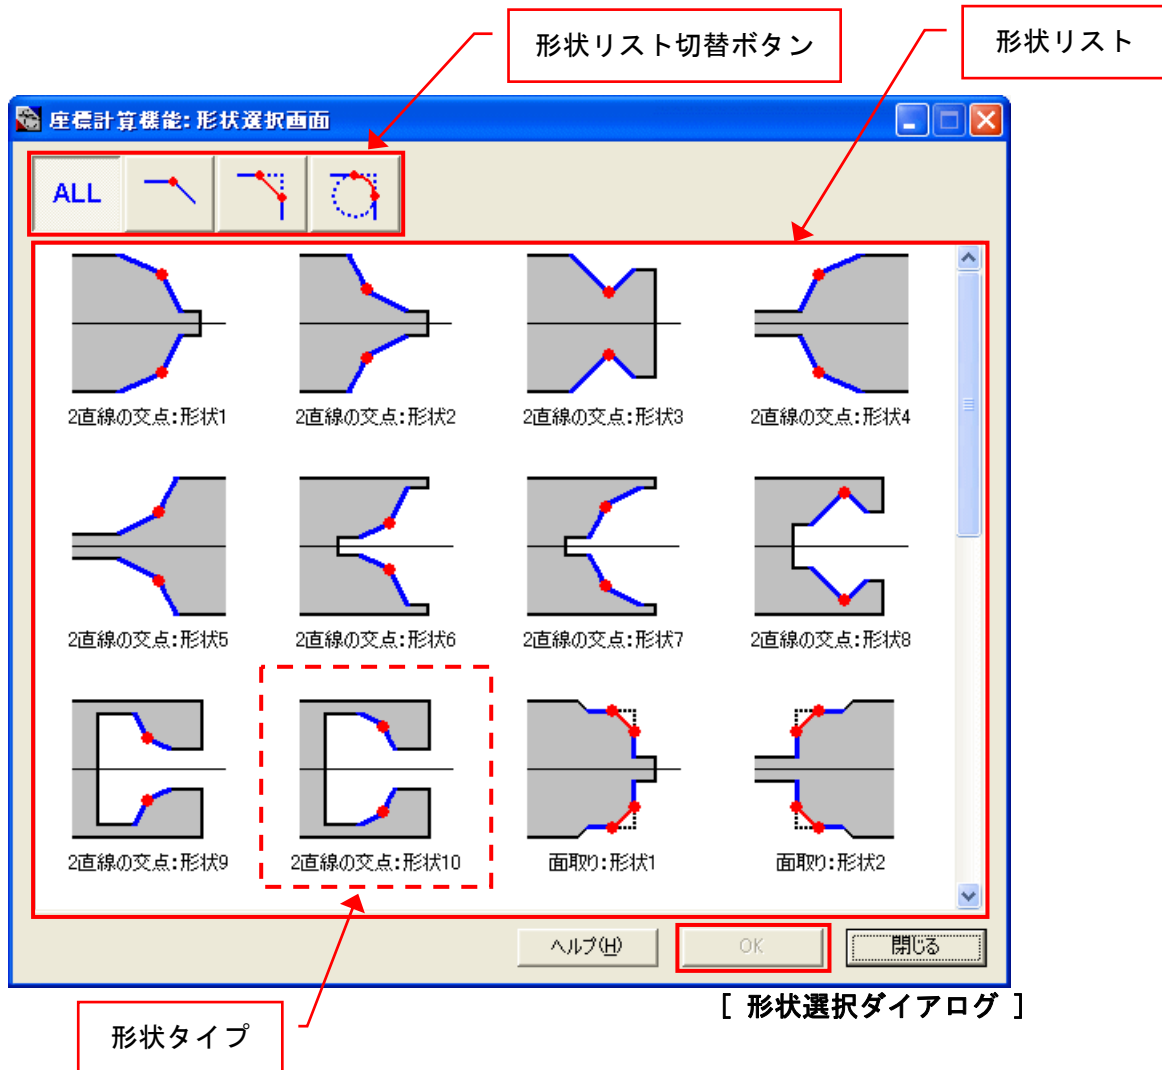 形状リスト切替ボタン
形状リスト
座標計算機能:形状選択画面
ALL
2直線の交点:形状1
2直線の交点:形状2
2直線の交点:形状3
2直線の交点:形状4
2直線の交点:形状5
2直線の交点:形状6
2直線の交点:形状7
2直線の交点:形状8
2直線の交点:形状9
2直線の交点:形状10
面取り:形状1
面取り:形状2
ヘルプ(H)
OK
閉じる
[ 形状選択ダイアログ ]
形状タイプ